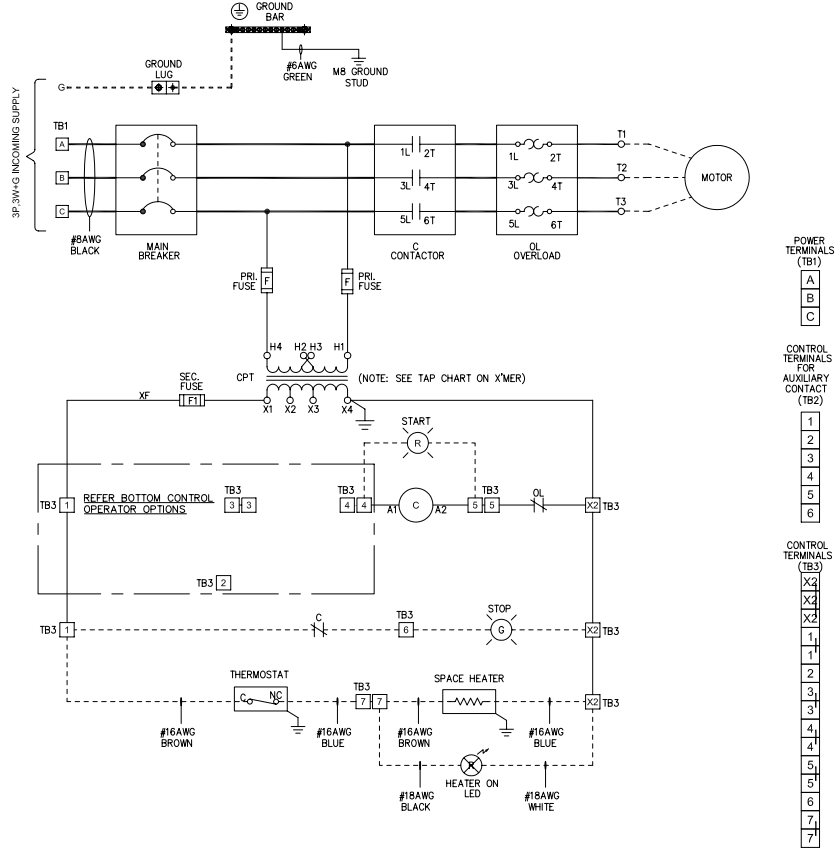 GROUND
BAR
#6AWG
GREEN
M8 GROUND
STUD
GROUND
LUG
G
3P,3W+G INCOMING SUPPLY
TB1
A
B
C
#8AWG
BLACK
MAIN
BREAKER
1L 2T
3L 4T
5L 6T
C
CONTACTOR
1L 2T
3L 4T
5L 6T
OL
OVERLOAD
T1
T2
T3
MOTOR
PRI.
FUSE
F
F
PRI.
FUSE
H4 H2 H3 H1
CPT
(NOTE: SEE TAP CHART ON X'MER)
X1 X2 X3 X4
SEC.
FUSE
XF
F1
START
R
TB3 1
REFER BOTTOM CONTROL
OPERATOR OPTIONS
TB3
3 3
TB3
4 4
A1 C A2
TB3
5 5
OL
X2 TB3
TB3 2
TB3 1
C
TB3
6
STOP
G
X2 TB3
THERMOSTAT
C NC
TB3
7 7
SPACE HEATER
X2 TB3
#16AWG
BROWN
#16AWG
BLUE
#16AWG
BROWN
#16AWG
BLUE
R
HEATER ON
LED
#18AWG
BLACK
#18AWG
WHITE
POWER
TERMINALS
(TB1)
A
B
C
CONTROL
TERMINALS
FOR
AUXILIARY
CONTACT
(TB2)
1
2
3
4
5
6
CONTROL
TERMINALS
(TB3)
X2
X2
X2
1
1
2
3
3
4
4
5
5
6
7
7